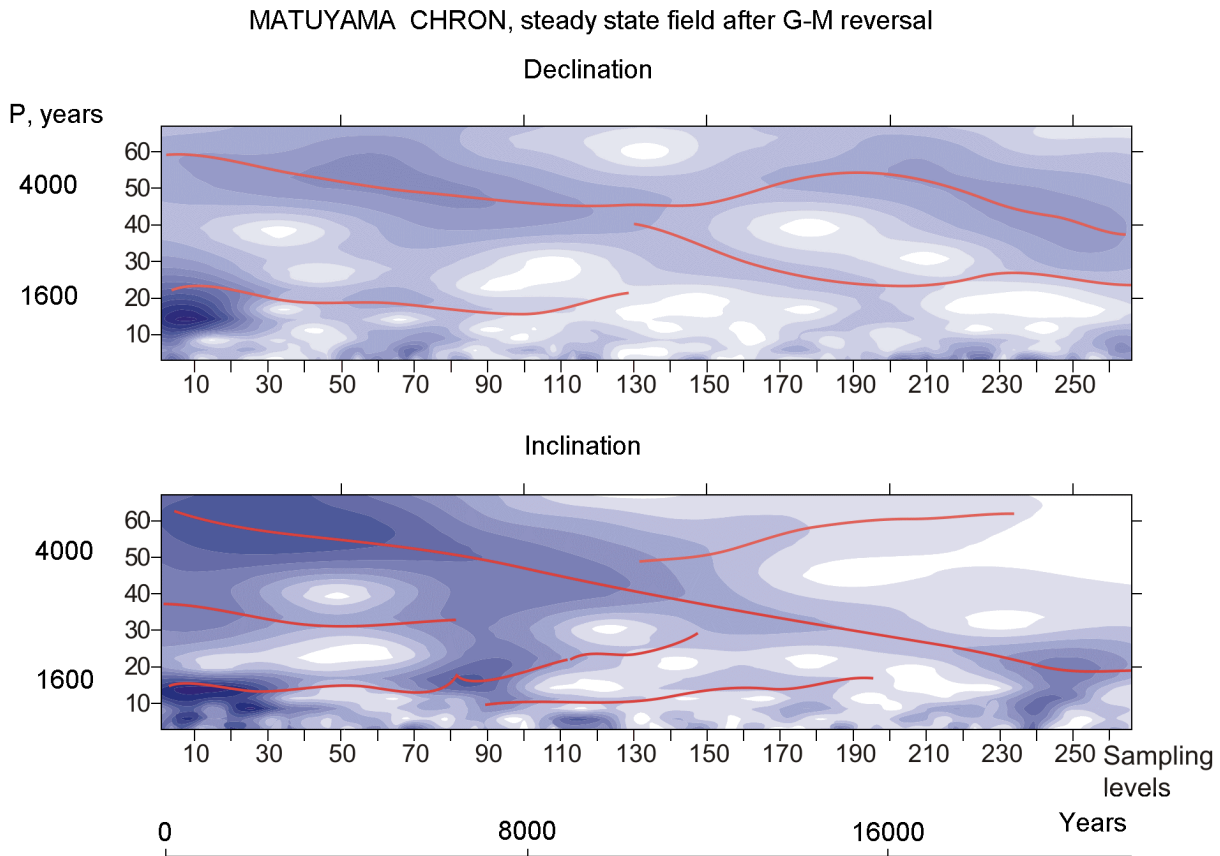 MATUYAMA CHRON, steady state field after G-M reversal
Declination
P, years
60
4000
50
40
30
1600
20
10
10 30 50 70 90 110 130 150 170 190 210 230 250
Inclination
60
4000
50
40
30
1600
20
10
10 30 50 70 90 110 130 150 170 190 210 230 250 Sampling
levels
0 8000 16000 Years